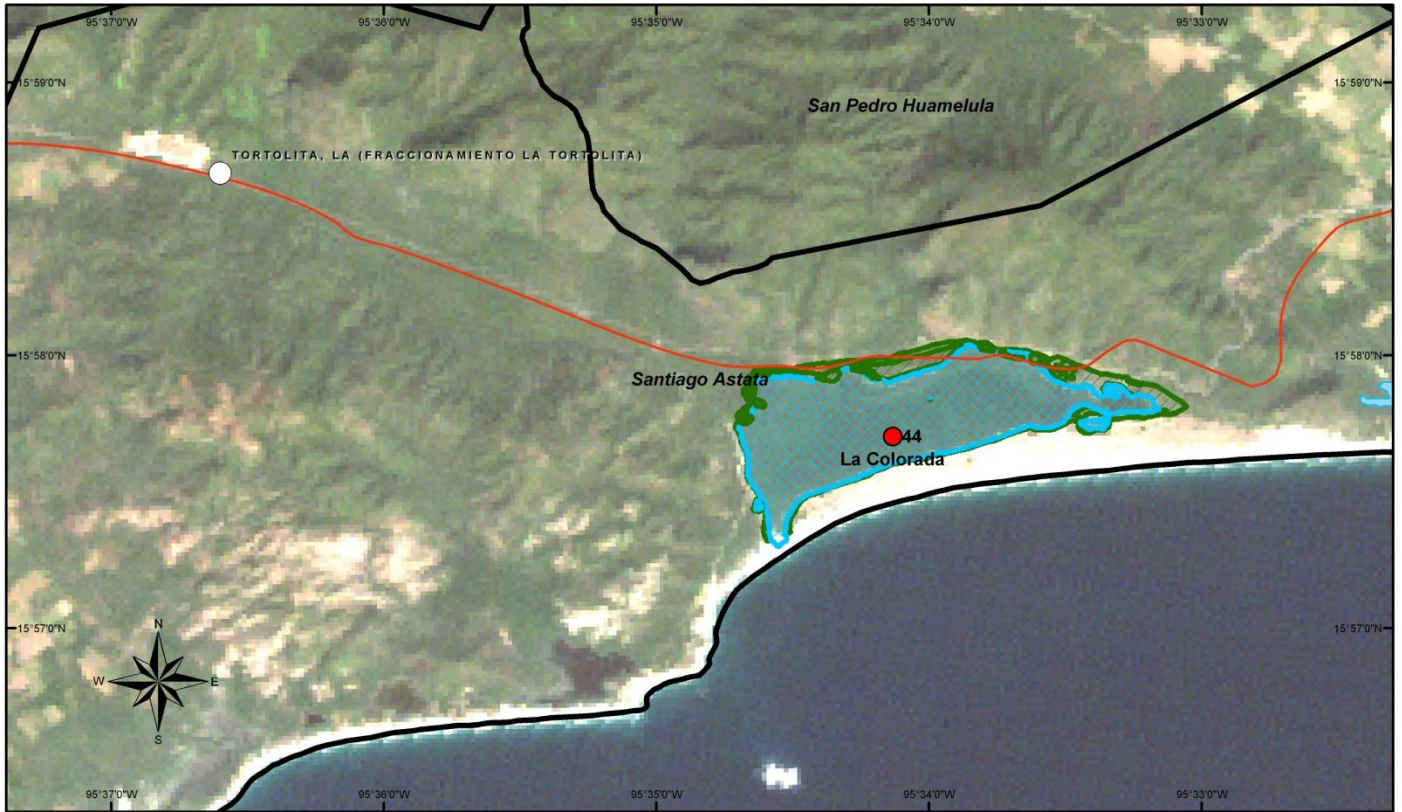 95°37'0"W 95°36'0"W 95°35'0"W 95°34'0"W 95°33'0"W
15°59'0"N 15°59'0"N
San Pedro Huamelula
TORTOLITA, LA (FRACCIONAMIENTO LA TORTOLITA)
15°58'0"N 15°58'0"N
Santiago Astata
44
La Colorada
15°57'0"N 15°57'0"N
N
W E
S
95°37'0"W 95°36'0"W 95°35'0"W 95°34'0"W 95°33'0"W